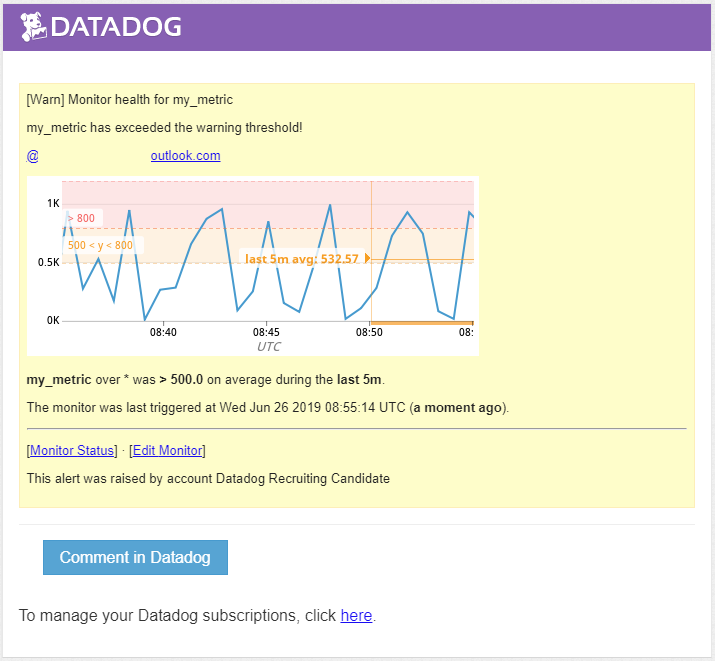 DATADOG
[Warn] Monitor health for my_metric
my_metric has exceeded the warning threshold!
@ outlook.com
1K
> 800
500 < y < 800
0.5K
last 5m avg: 532.57
0K
08:40 08:45 08:50 08:
UTC
my_metric over * was > 500.0 on average during the last 5m.
The monitor was last triggered at Wed Jun 26 2019 08:55:14 UTC (a moment ago).
[Monitor Status] · [Edit Monitor]
This alert was raised by account Datadog Recruiting Candidate
Comment in Datadog
To manage your Datadog subscriptions, click here.